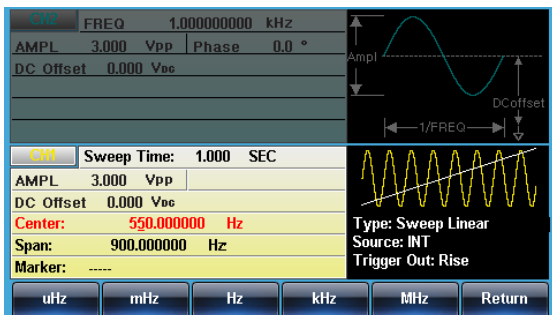 CH2 FREQ 1.000000000 kHz
AMPL 3.000 VPP Phase 0.0 °
DC Offset 0.000 VDC
Ampl
DCoffset
1/FREQ
CH1 Sweep Time: 1.000 SEC
AMPL 3.000 VPP
DC Offset 0.000 VDC
Center: 550.000000 Hz
Span: 900.000000 Hz
Marker: -----
Type: Sweep Linear
Source: INT
Trigger Out: Rise
uHz mHz Hz kHz MHz Return